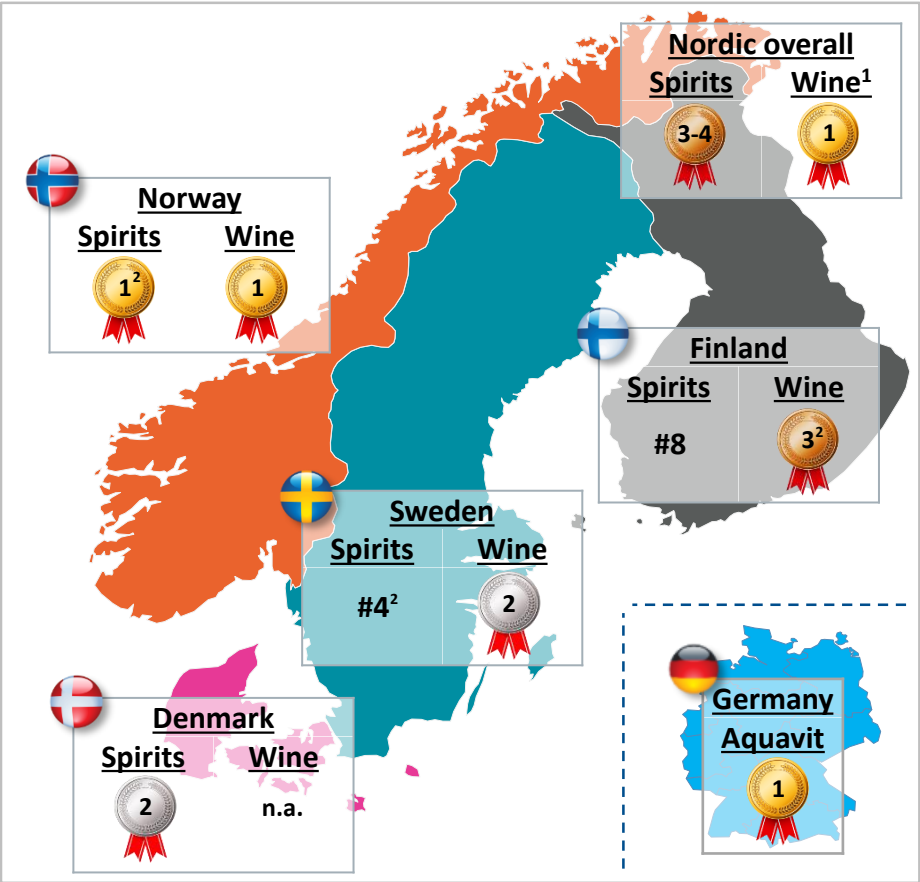 Nordic overall
Spirits Wine¹
3-4 1
Norway
Spirits Wine
1² 1
Finland
Spirits Wine
#8 3²
Sweden
Spirits Wine
#4² 2
Denmark
Spirits Wine
2 n.a.
Germany
Aquavit
1